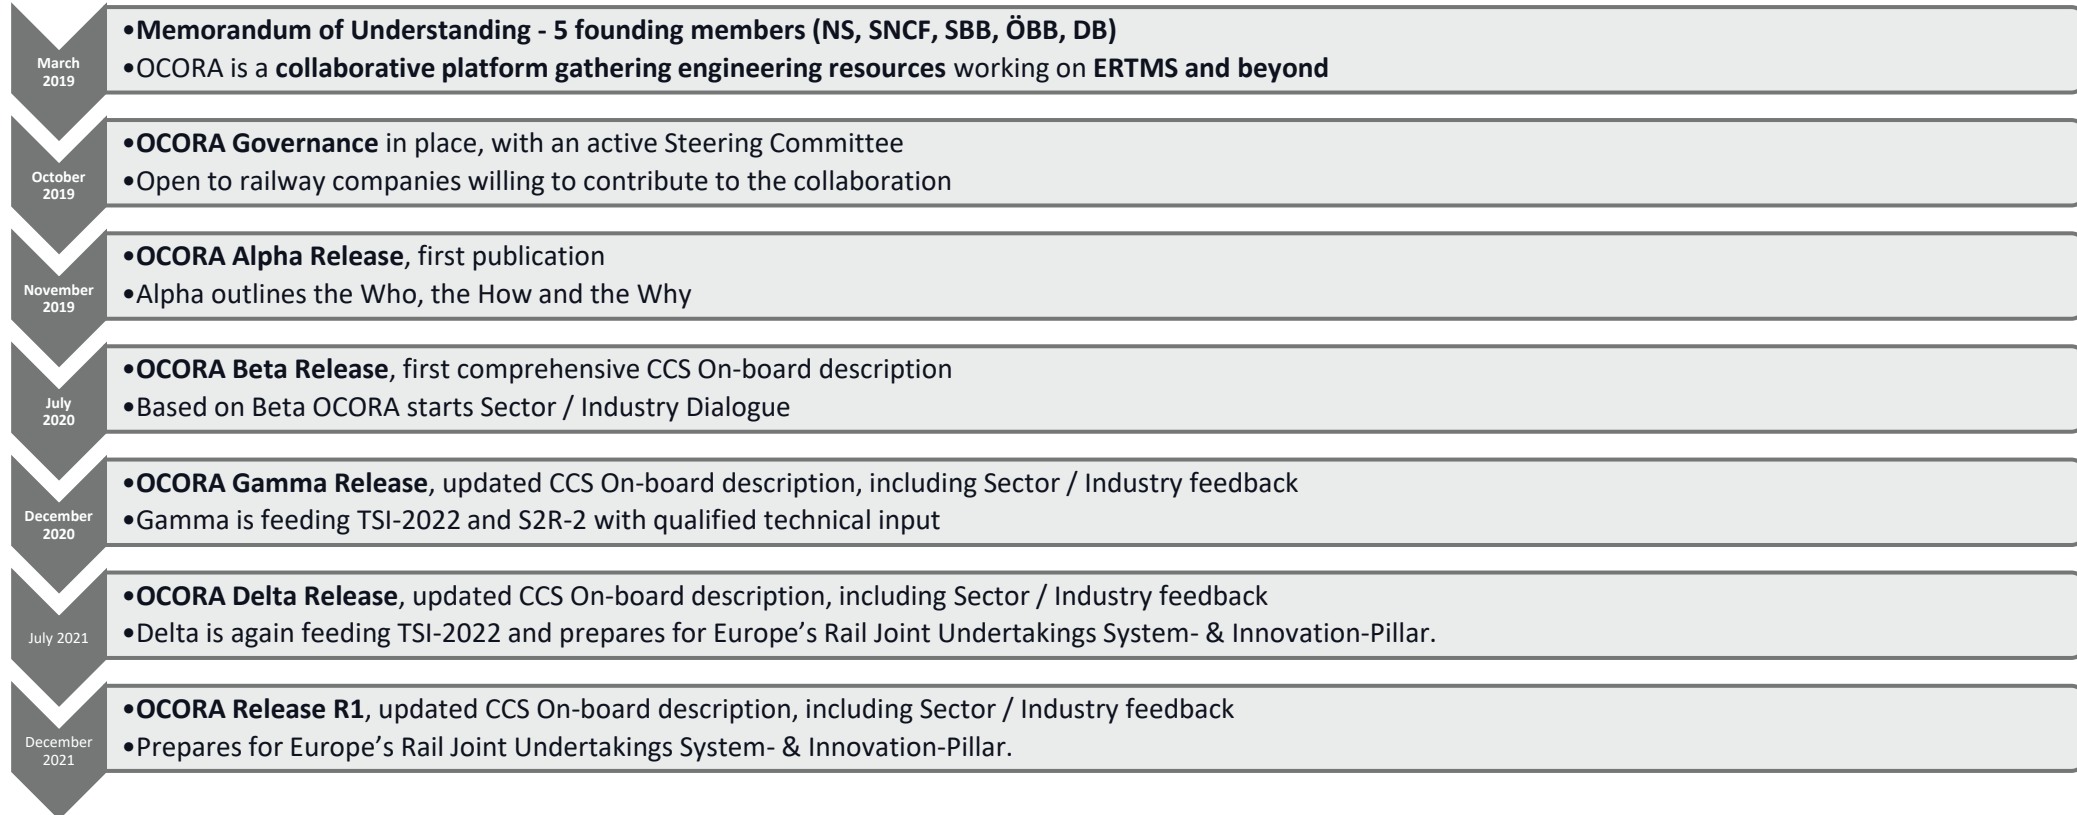 March
2019
•Memorandum of Understanding - 5 founding members (NS, SNCF, SBB, ÖBB, DB)
•OCORA is a collaborative platform gathering engineering resources working on ERTMS and beyond
October
2019
•OCORA Governance in place, with an active Steering Committee
•Open to railway companies willing to contribute to the collaboration
November
2019
•OCORA Alpha Release, first publication
•Alpha outlines the Who, the How and the Why
July
2020
•OCORA Beta Release, first comprehensive CCS On-board description
•Based on Beta OCORA starts Sector / Industry Dialogue
December
2020
•OCORA Gamma Release, updated CCS On-board description, including Sector / Industry feedback
•Gamma is feeding TSI-2022 and S2R-2 with qualified technical input
July 2021
•OCORA Delta Release, updated CCS On-board description, including Sector / Industry feedback
•Delta is again feeding TSI-2022 and prepares for Europe’s Rail Joint Undertakings System- & Innovation-Pillar.
December
2021
•OCORA Release R1, updated CCS On-board description, including Sector / Industry feedback
•Prepares for Europe’s Rail Joint Undertakings System- & Innovation-Pillar.